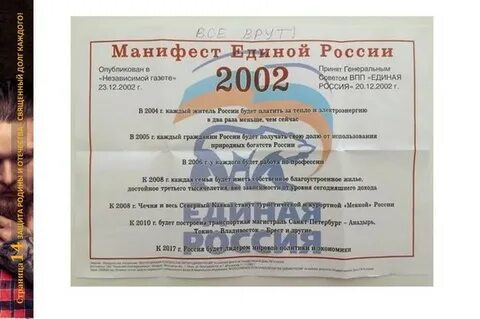 ВСЕ ВРУТ!
Манифест Единой России
Опубликован в
«Независимой газете»
23.12.2002 г.
2002
Принят Генеральным
Советом ВПП «ЕДИНАЯ
РОССИЯ» 20.12.2002 г.
В 2004 г. каждый житель России будет платить за тепло и электроэнергию
в два раза меньше, чем сейчас
В 2005 г. каждый гражданин России будет получать свою долю от использования
природных богатств России
В 2006 г. у каждого будет работа по профессии
К 2008 г. каждая семья будет иметь собственное благоустроенное жилье,
достойное третьего тысячелетия, вне зависимости от уровня сегодняшнего дохода
К 2008 г. Чечня и весь Северный Кавказ станут туристической и курортной "Меккой" России
К 2010 г. будет построена транспортная магистраль Санкт-Петербург – Анадырь,
Токио – Владивосток – Брест и другие
К 2017 г. Россия будет лидером мировой политики и экономики
ЕДИНАЯ
РОССИЯ
Страница 14 ЗАЩИТА РОДИНЫ И ОТЕЧЕСТВА- СВЯЩЕННЫЙ ДОЛГ КАЖДОГО!